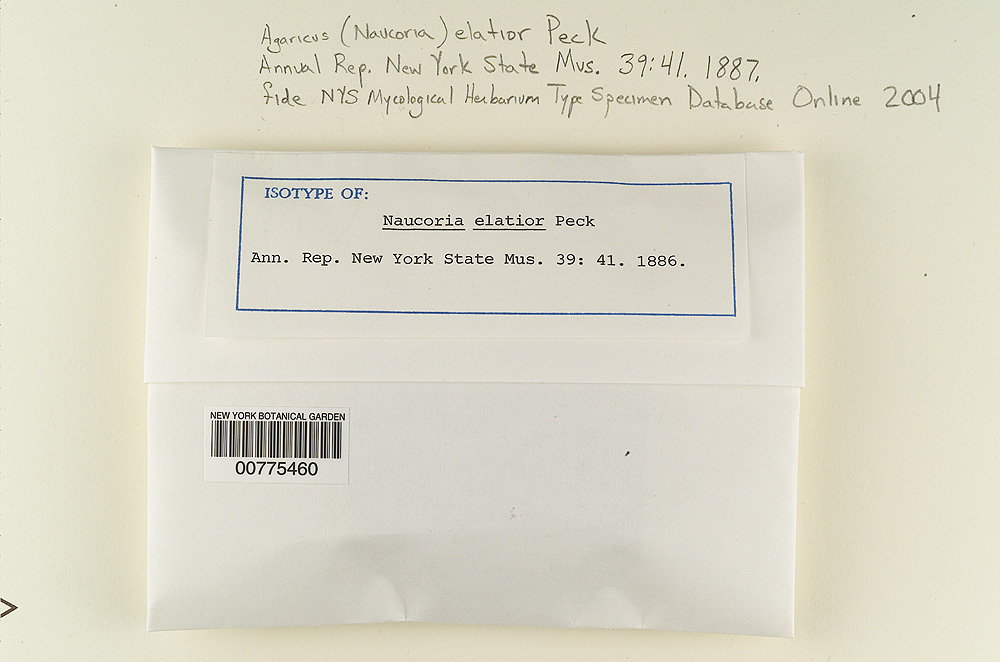 Agaricus (Naucoria) elatior Peck
Annual Rep. New York State Mus. 39:41. 1887.
fide NYS Mycological Herbarium Type Specimen Database Online 2004
ISOTYPE OF:
Naucoria elatior Peck
Ann. Rep. New York State Mus. 39: 41. 1886.
NEW YORK BOTANICAL GARDEN
00775460